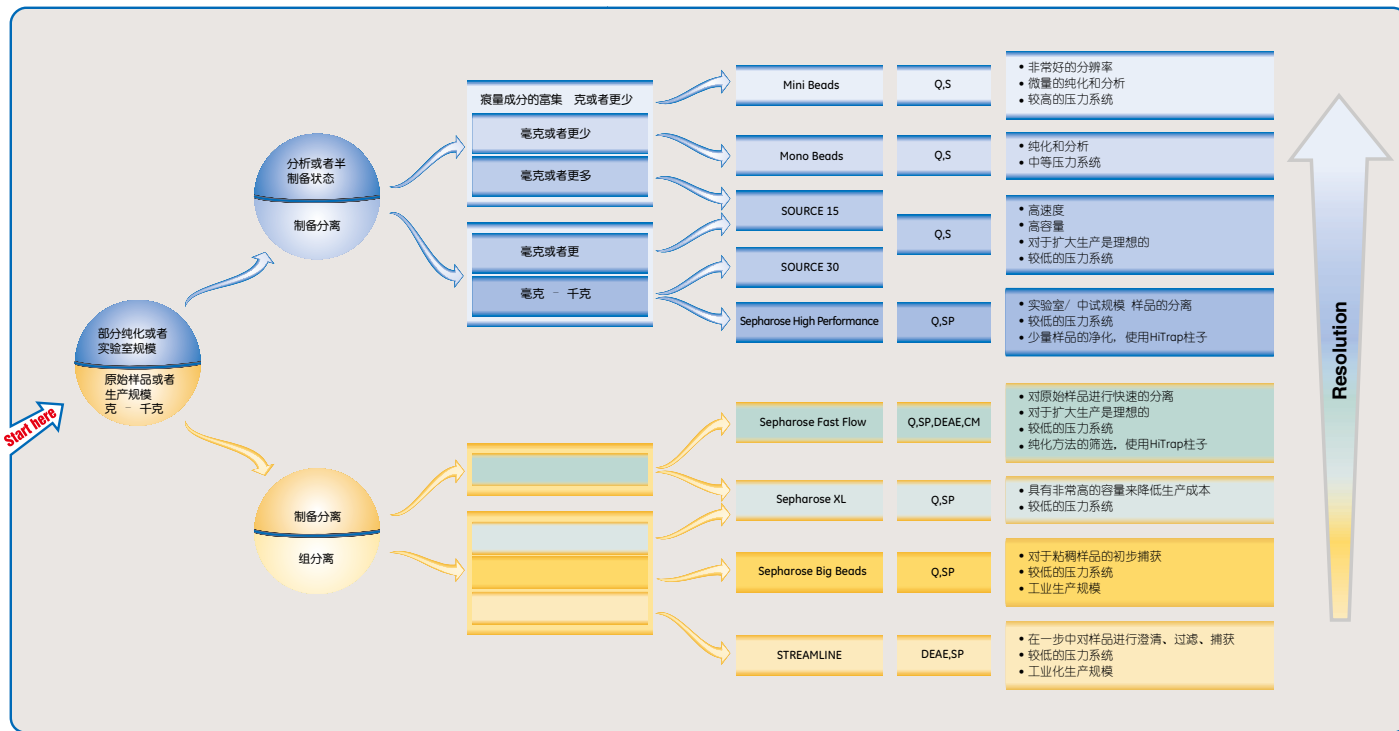 Start here
部分纯化或者
实验室规模
原始样品或者
生产规模
克 – 千克
分析或者半
制备状态
制备分离
制备分离
组分离
痕量成分的富集 克或者更少
毫克或者更少
毫克或者更多
毫克或者更
毫克 – 千克
Mini Beads
Q,S
• 非常好的分辨率
• 微量的纯化和分析
• 较高的压力系统
Mono Beads
Q,S
• 纯化和分析
• 中等压力系统
SOURCE 15
SOURCE 30
Q,S
• 高速度
• 高容量
• 对于扩大生产是理想的
• 较低的压力系统
Sepharose High Performance
Q,SP
• 实验室/ 中试规模 样品的分离
• 较低的压力系统
• 少量样品的净化，使用HiTrap柱子
Sepharose Fast Flow
Q,SP,DEAE,CM
• 对原始样品进行快速的分离
• 对于扩大生产是理想的
• 较低的压力系统
• 纯化方法的筛选，使用HiTrap柱子
Sepharose XL
Q,SP
• 具有非常高的容量来降低生产成本
• 较低的压力系统
Sepharose Big Beads
Q,SP
• 对于粘稠样品的初步捕获
• 较低的压力系统
• 工业生产规模
STREAMLINE
DEAE,SP
• 在一步中对样品进行澄清、过滤、捕获
• 较低的压力系统
• 工业化生产规模
Resolution